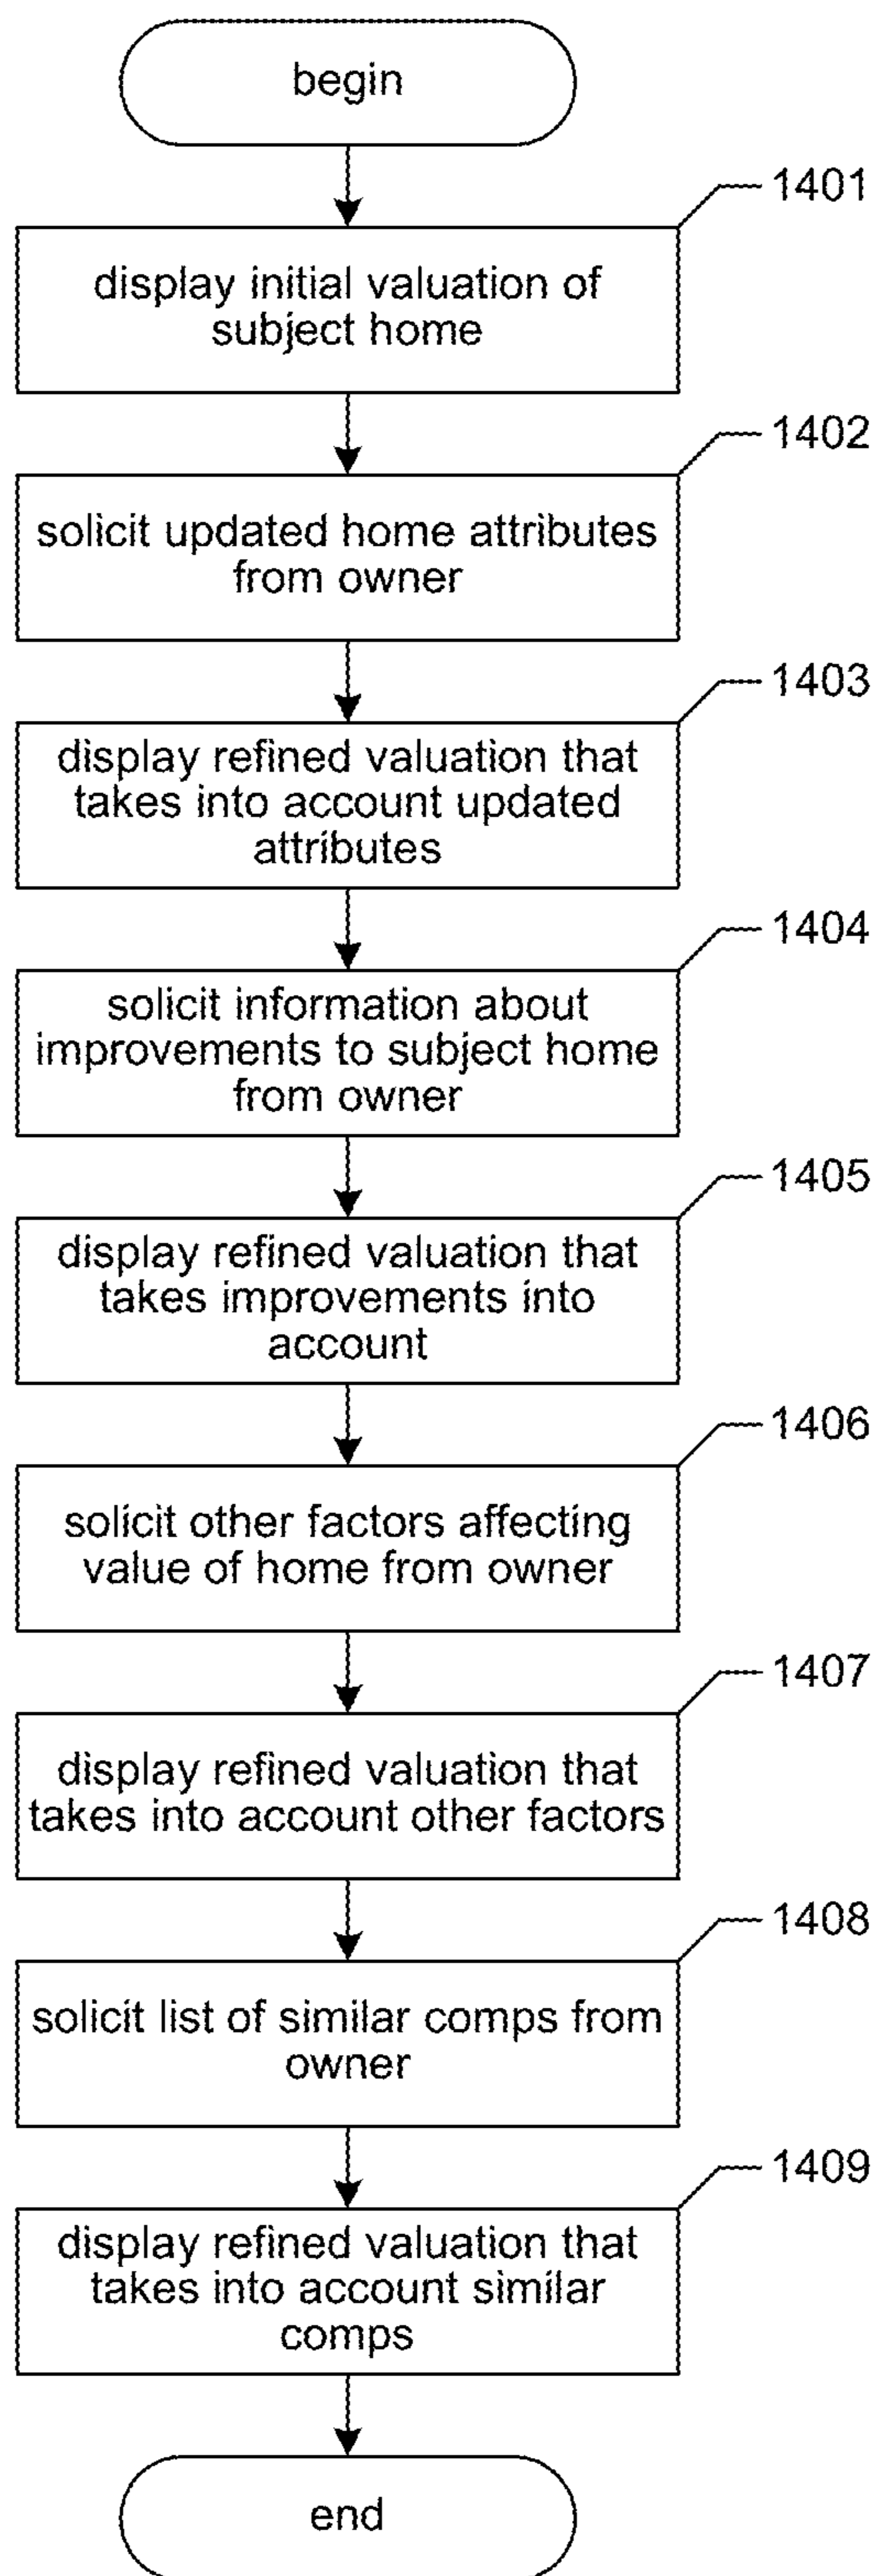 begin
1401
display initial valuation of
subject home
1402
solicit updated home attributes
from owner
1403
display refined valuation that
takes into account updated
attributes
1404
solicit information about
improvements to subject home
from owner
1405
display refined valuation that
takes improvements into
account
1406
solicit other factors affecting
value of home from owner
1407
display refined valuation that
takes into account other factors
1408
solicit list of similar comps from
owner
1409
display refined valuation that
takes into account similar
comps
end